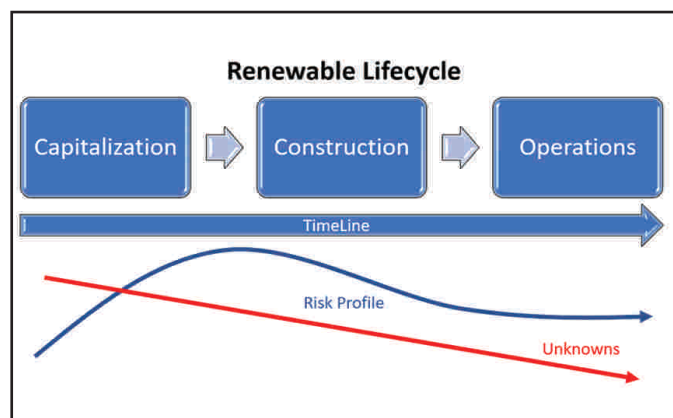 Renewable Lifecycle
Capitalization
Construction
Operations
TimeLine
Risk Profile
Unknowns